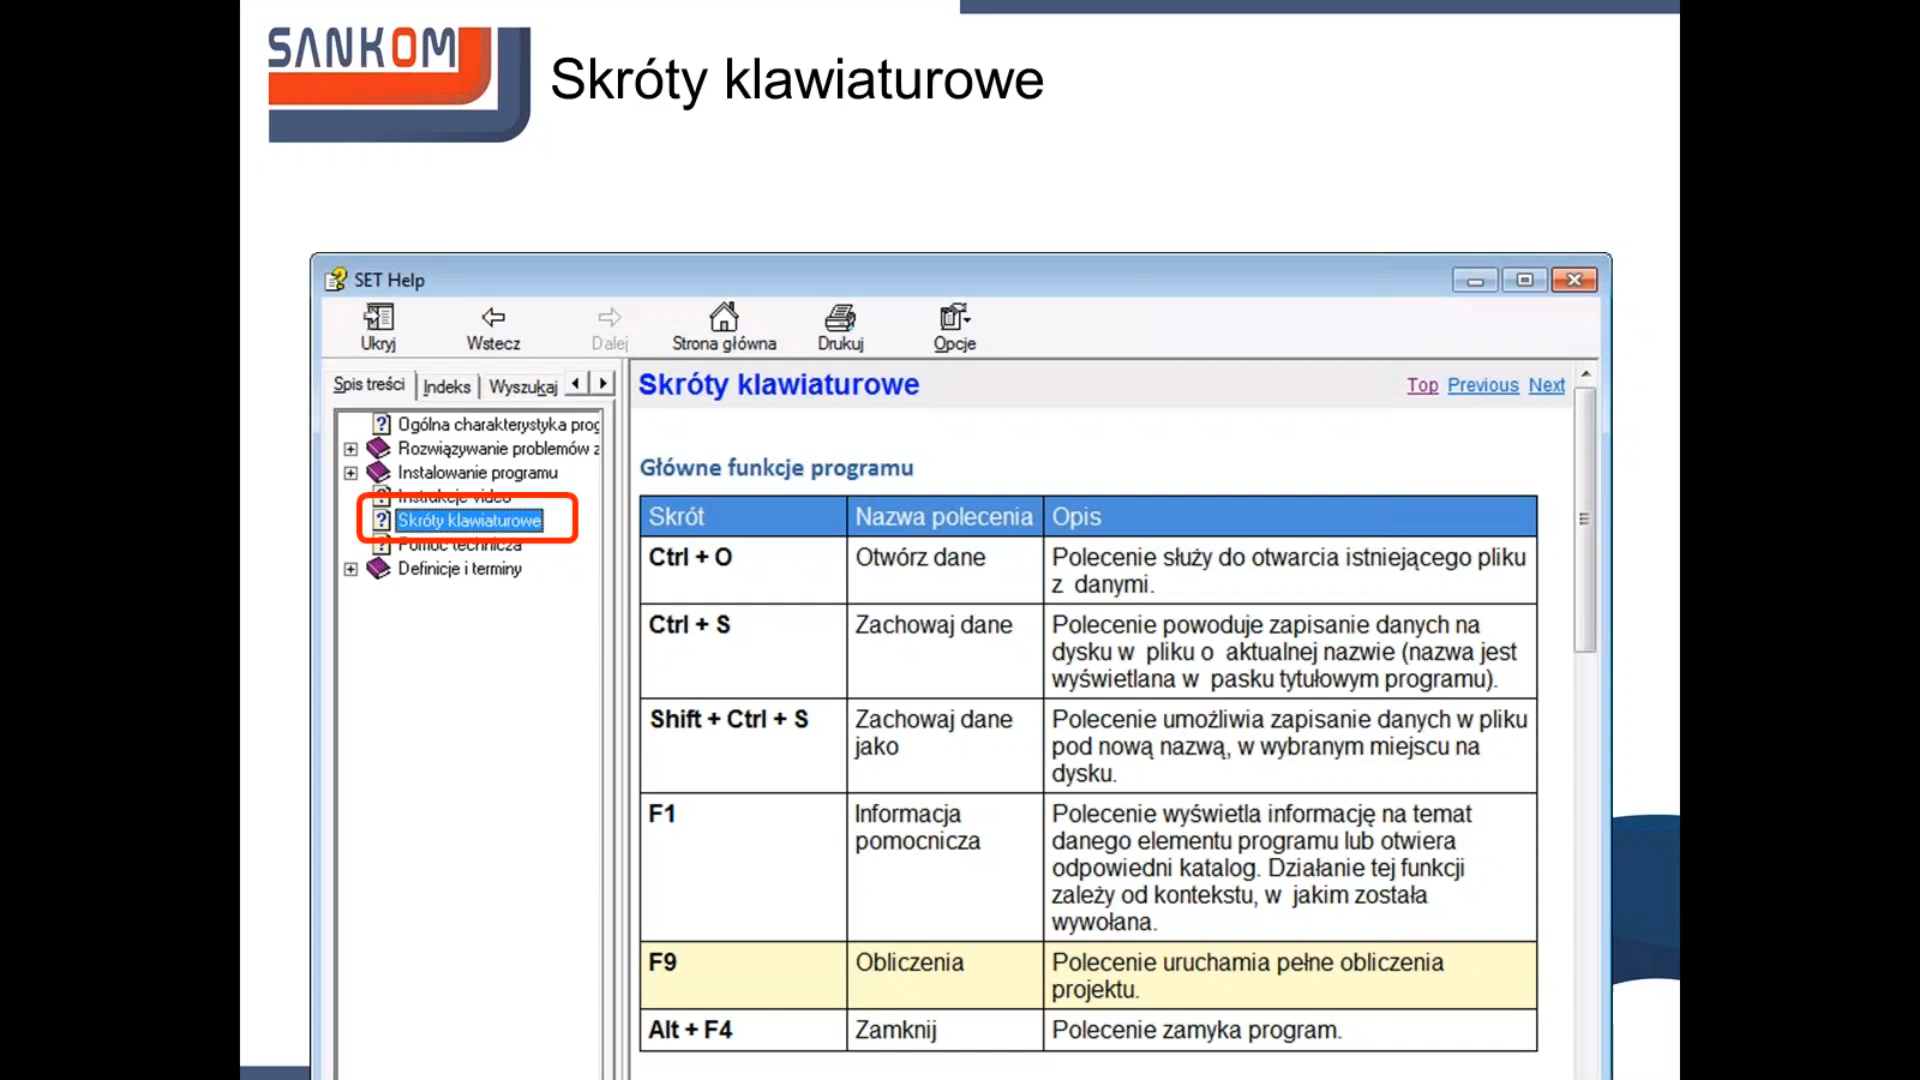 SANKOM
Skróty klawiaturowe
SET Help
Ukryj
Wstecz
Dalej
Strona główna
Drukuj
Opcje
Spis treści
Indeks
Wyszukaj
Ogólna charakterystyka prog
Rozwiązywanie problemów z
Instalowanie programu
Instrukcje video
Skróty klawiaturowe
Pomoc techniczna
Definicje i terminy
Skróty klawiaturowe
Top Previous Next
Główne funkcje programu
Skrót Nazwa polecenia Opis
Ctrl + O Otwórz dane Polecenie służy do otwarcia istniejącego pliku
z danymi.
Ctrl + S Zachowaj dane Polecenie powoduje zapisanie danych na
dysku w pliku o aktualnej nazwie (nazwa jest
wyświetlana w pasku tytułowym programu).
Shift + Ctrl + S Zachowaj dane Polecenie umożliwia zapisanie danych w pliku
jako pod nową nazwą, w wybranym miejscu na
dysku.
F1 Informacja Polecenie wyświetla informację na temat
pomocnicza danego elementu programu lub otwiera
odpowiedni katalog. Działanie tej funkcji
zależy od kontekstu, w jakim została
wywołana.
F9 Obliczenia Polecenie uruchamia pełne obliczenia
projektu.
Alt + F4 Zamknij Polecenie zamyka program.